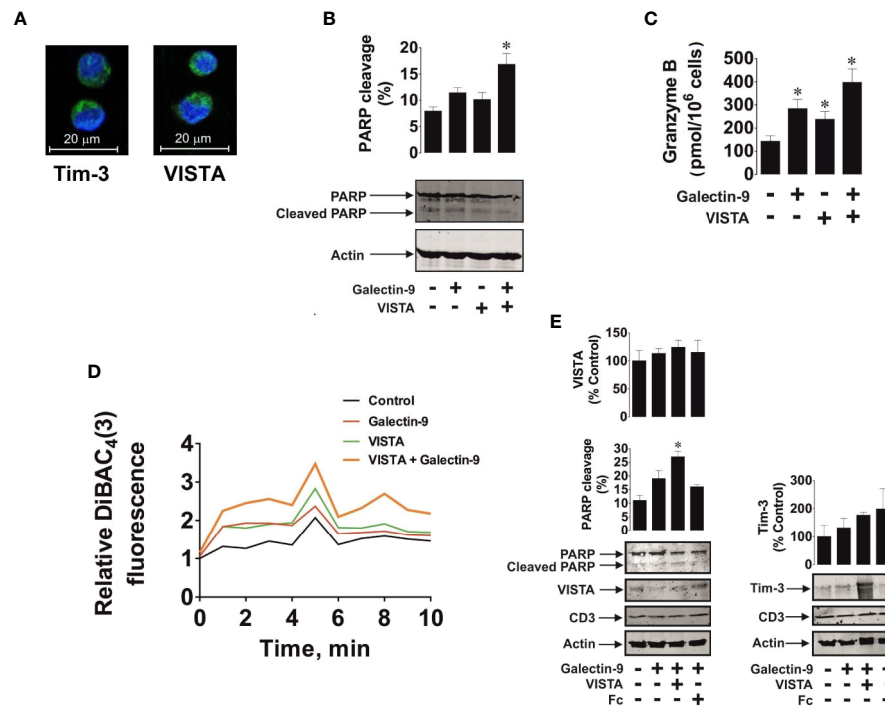 A
20 μm
20 μm
Tim-3
VISTA
B
PARP cleavage
(%)
20
15
10
5
0
*
PARP
Cleaved PARP
Actin
Galectin-9 - + - +
VISTA - - + +
C
Granzyme B
(pmol/10⁶ cells)
500
400
300
200
100
0
* * *
Galectin-9 - + - +
VISTA - - + +
D
Relative DiBAC₄(3)
fluorescence
4
3
2
1
0
0 2 4 6 8 10
Time, min
Control
Galectin-9
VISTA
VISTA + Galectin-9
E
VISTA
(% Control)
150
100
50
0
PARP cleavage
(%)
30
25
20
15
10
5
0
*
PARP
Cleaved PARP
VISTA
CD3
Actin
Galectin-9 - + + +
VISTA - - + -
Fc - - - +
Tim-3
(% Control)
300
200
100
0
Tim-3
CD3
Actin
Galectin-9 - + +
VISTA - - +
Fc - - -